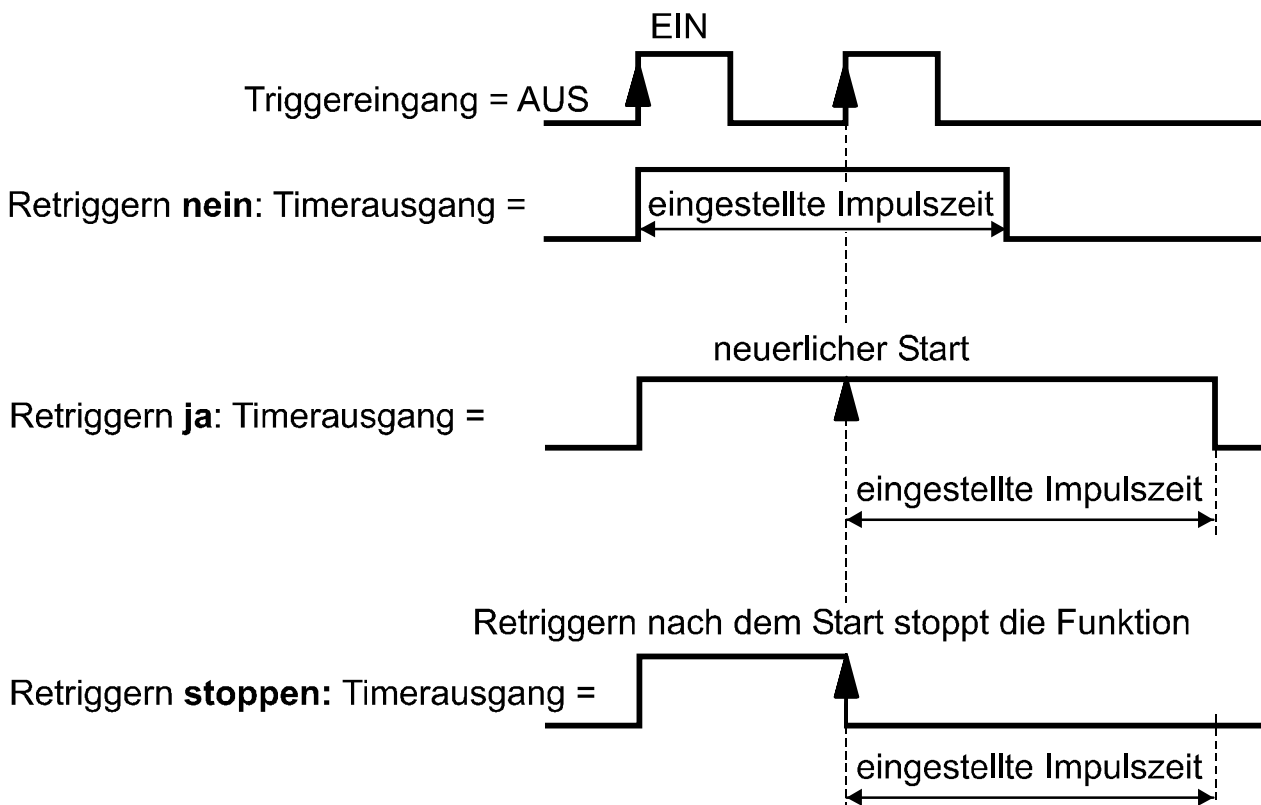 EIN
Triggereingang = AUS
Retriggern nein: Timerausgang =
eingestellte Impulszeit
neuerlicher Start
Retriggern ja: Timerausgang =
eingestellte Impulszeit
Retriggern nach dem Start stoppt die Funktion
Retriggern stoppen: Timerausgang =
eingestellte Impulszeit